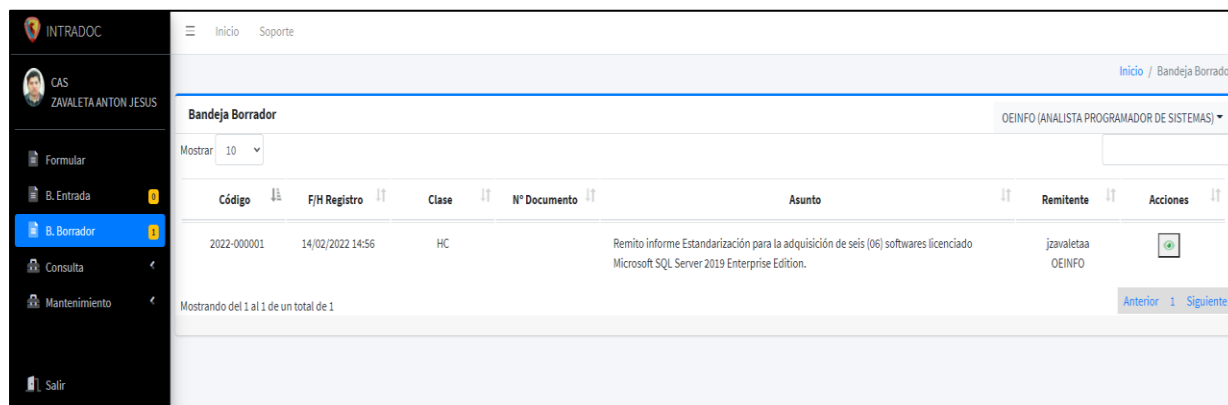 INTRADOC
Inicio Soporte
CAS
ZAVALETA ANTON JESUS
Inicio / Bandeja Borrado
Bandeja Borrador
OEINFO (ANALISTA PROGRAMADOR DE SISTEMAS)
Mostrar 10
Formular
B. Entrada 0
B. Borrador 1
Consulta
Mantenimiento
Salir
Código F/H Registro Clase N° Documento Asunto Remitente Acciones
2022-000001 14/02/2022 14:56 HC Remito informe Estandarización para la adquisición de seis (06) softwares licenciado jzavaletaa
Microsoft SQL Server 2019 Enterprise Edition. OEINFO
Mostrando del 1 al 1 de un total de 1
Anterior 1 Siguiente